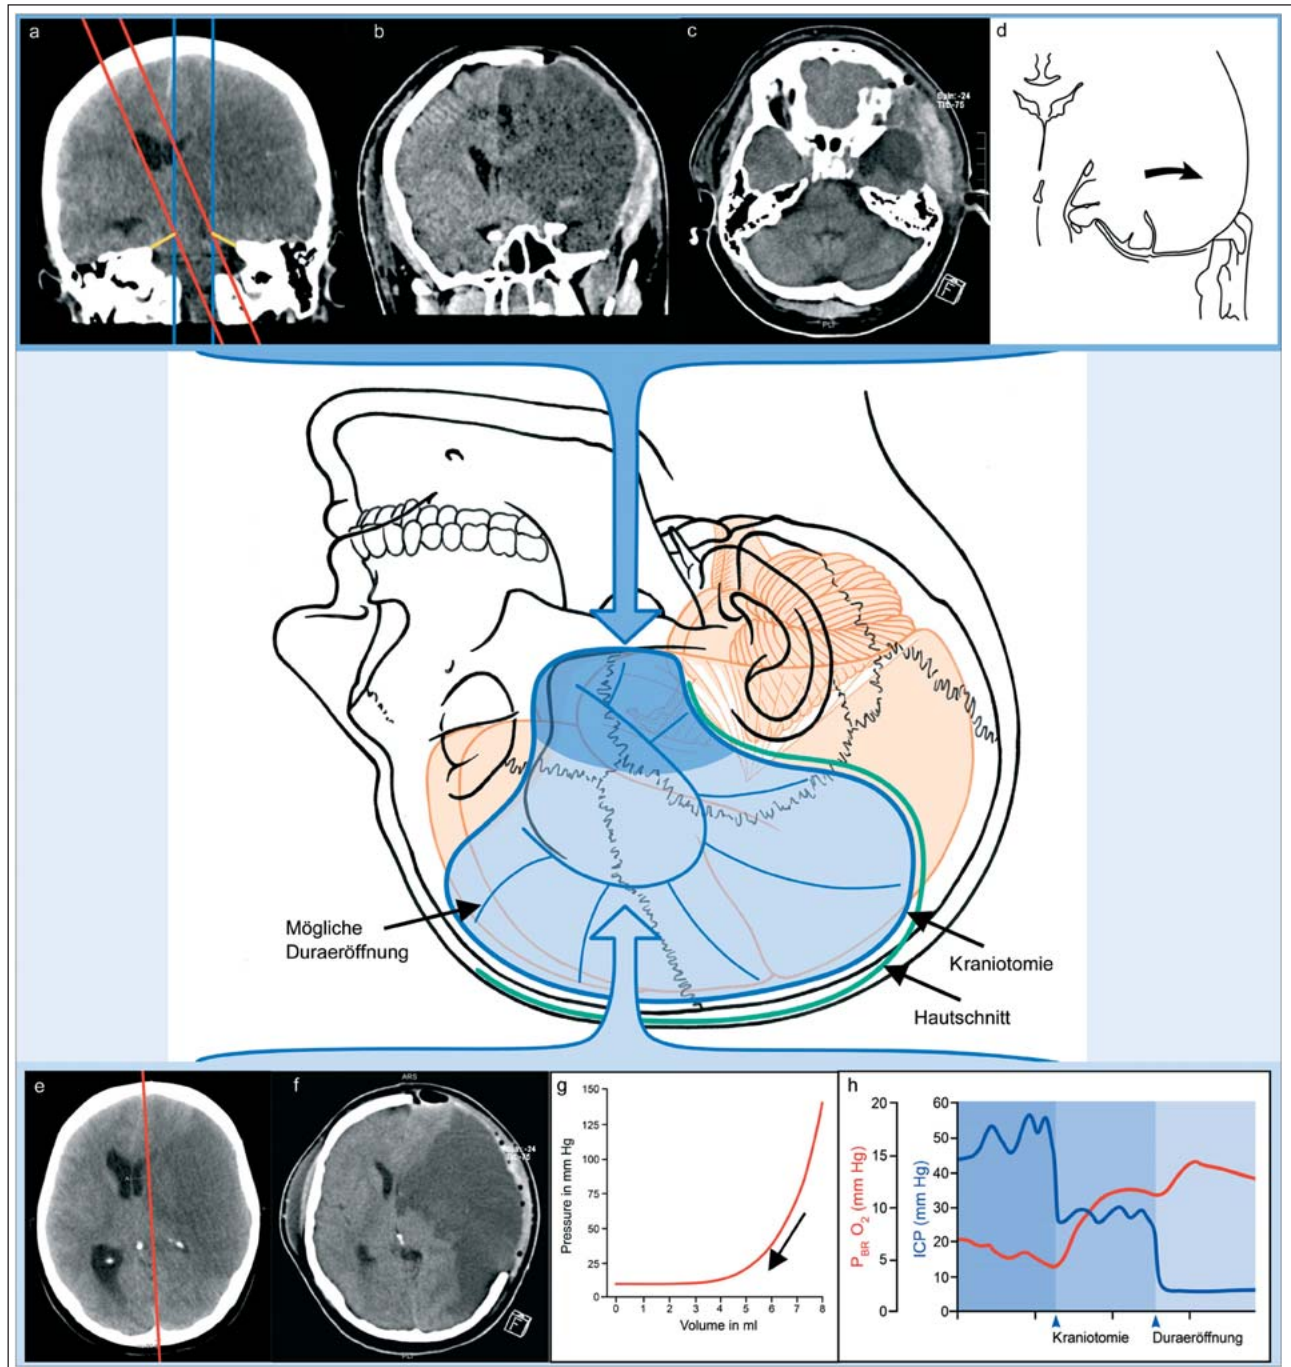 a
b
c
d
Mögliche
Duraeröffnung
Kraniotomie
Hautschnitt
e
f
ARS
g
150
125
100
75
50
25
0
Pressure in mm Hg
0 1 2 3 4 5 6 7 8
Volume in ml
h
20
15
10
5
0
P_BR O₂ (mm Hg)
60
50
40
30
20
10
0
ICP (mm Hg)
Kraniotomie
Duraeröffnung